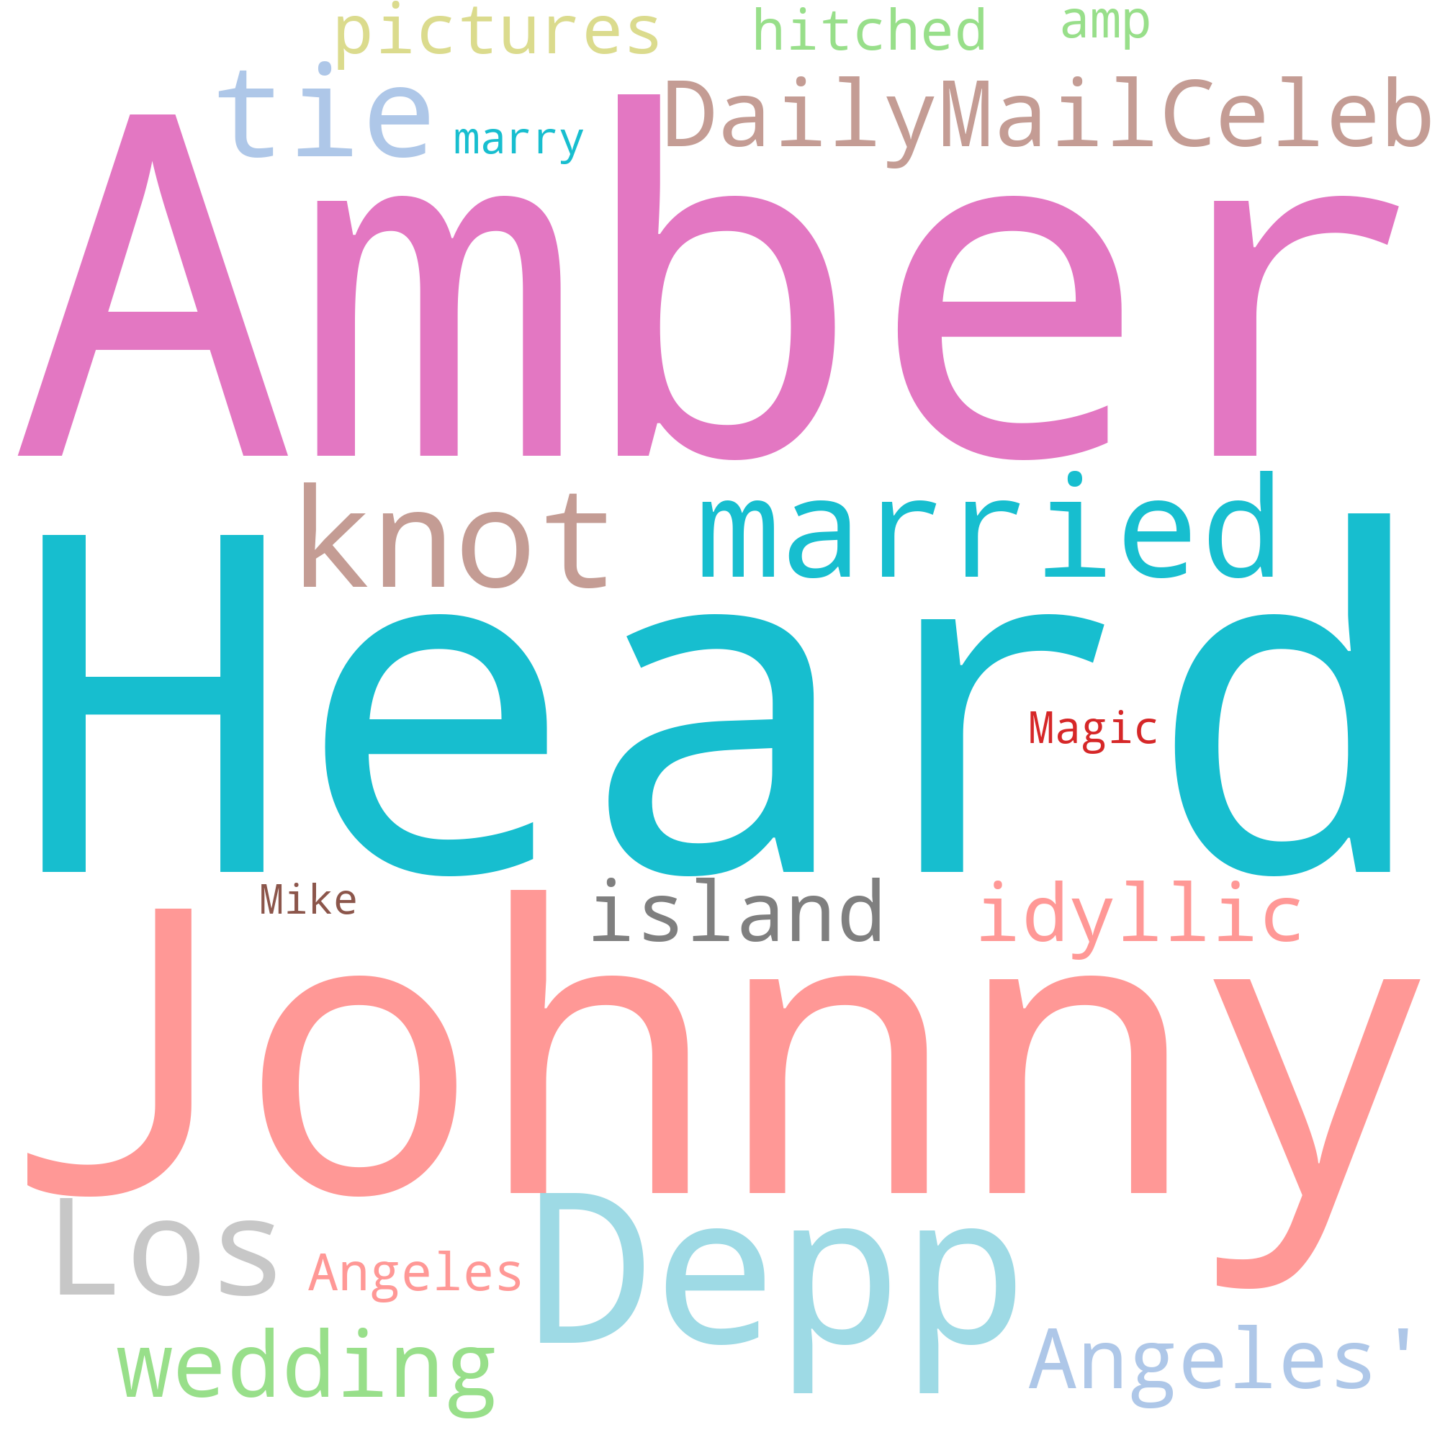 pictures hitched amp
tie marry DailyMailCeleb
Amber
knot married
Heard
Magic
Mike island idyllic
Johnny
Los Angeles Depp
wedding Angeles'